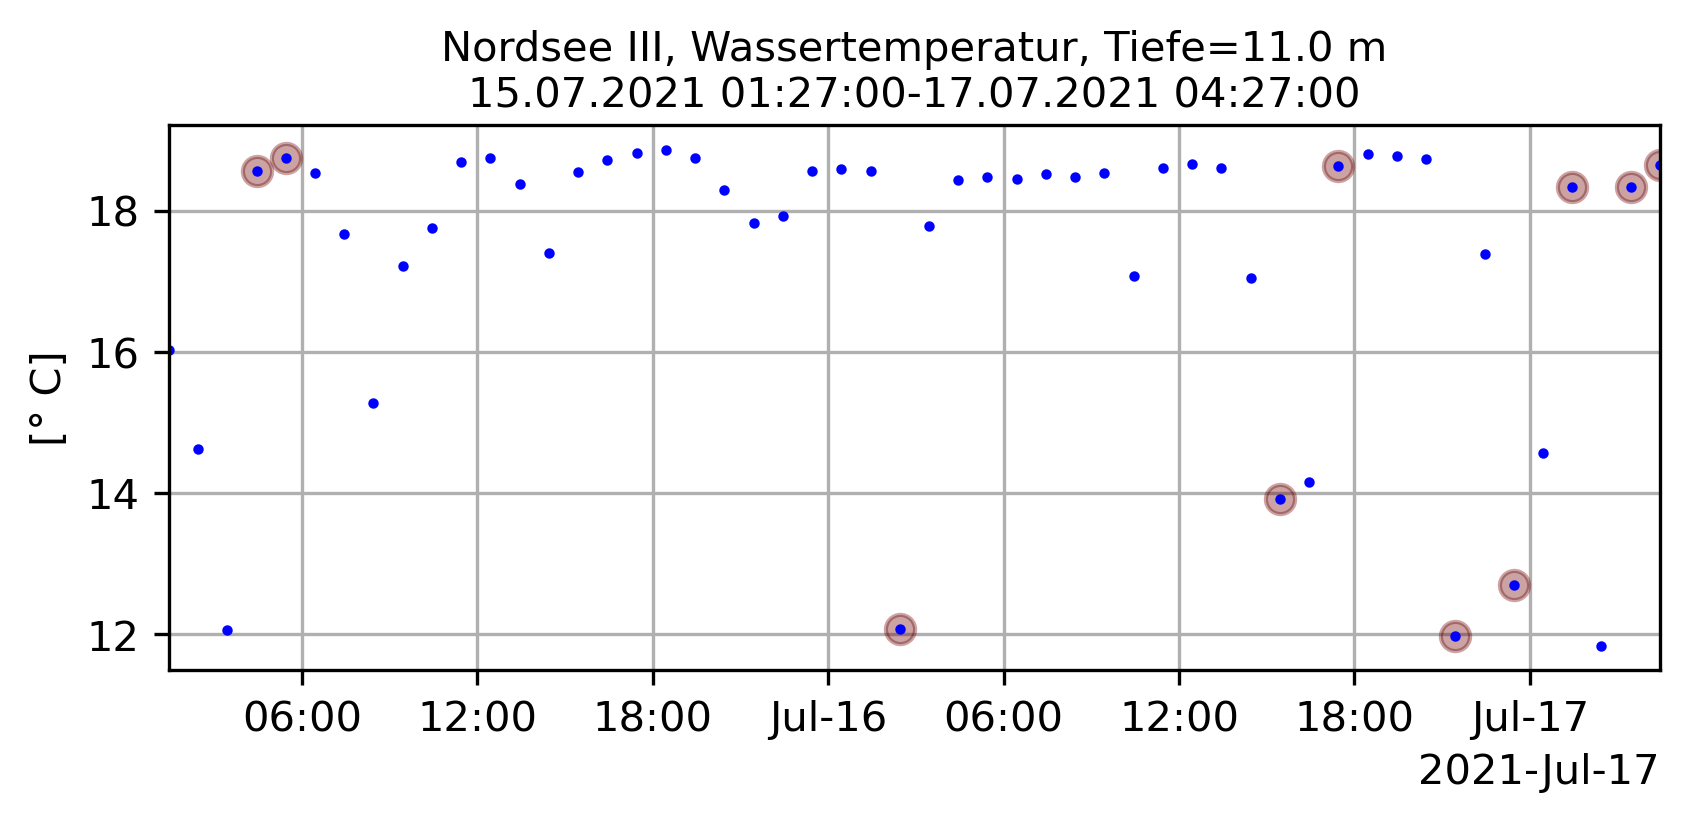 Nordsee III, Wassertemperatur, Tiefe=11.0 m
15.07.2021 01:27:00-17.07.2021 04:27:00
[° C]
18
16
14
12
06:00 12:00 18:00 Jul-16 06:00 12:00 18:00 Jul-17
2021-Jul-17